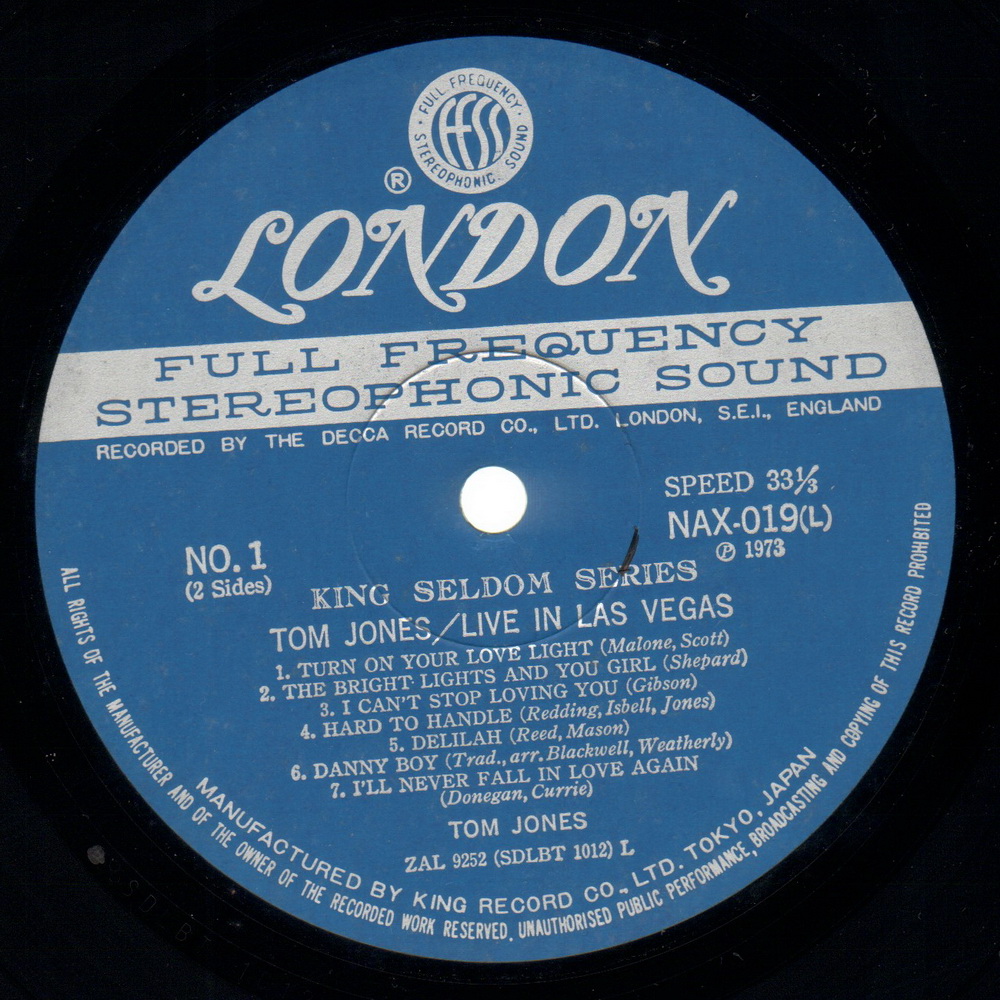 · FULL FREQUENCY · STEREOPHONIC SOUND
FFSS
®
LONDON
FULL FREQUENCY
STEREOPHONIC SOUND
RECORDED BY THE DECCA RECORD CO., LTD. LONDON, S.E.I., ENGLAND
SPEED 33⅓
NAX-019(L)
℗ 1973
NO. 1
(2 Sides)
KING SELDOM SERIES
TOM JONES/LIVE IN LAS VEGAS
1. TURN ON YOUR LOVE LIGHT (Malone, Scott)
2. THE BRIGHT LIGHTS AND YOU GIRL (Shepard)
3. I CAN'T STOP LOVING YOU (Gibson)
4. HARD TO HANDLE (Redding, Isbell, Jones)
5. DELILAH (Reed, Mason)
6. DANNY BOY (Trad., arr. Blackwell, Weatherly)
7. I'LL NEVER FALL IN LOVE AGAIN
(Donegan, Currie)
TOM JONES
ZAL 9252 (SDLBT 1012) L
MANUFACTURED BY KING RECORD CO., LTD. TOKYO, JAPAN
ALL RIGHTS OF THE MANUFACTURER AND OF THE OWNER OF THE RECORDED WORK RESERVED. UNAUTHORISED PUBLIC PERFORMANCE, BROADCASTING AND COPYING OF THIS RECORD PROHIBITED